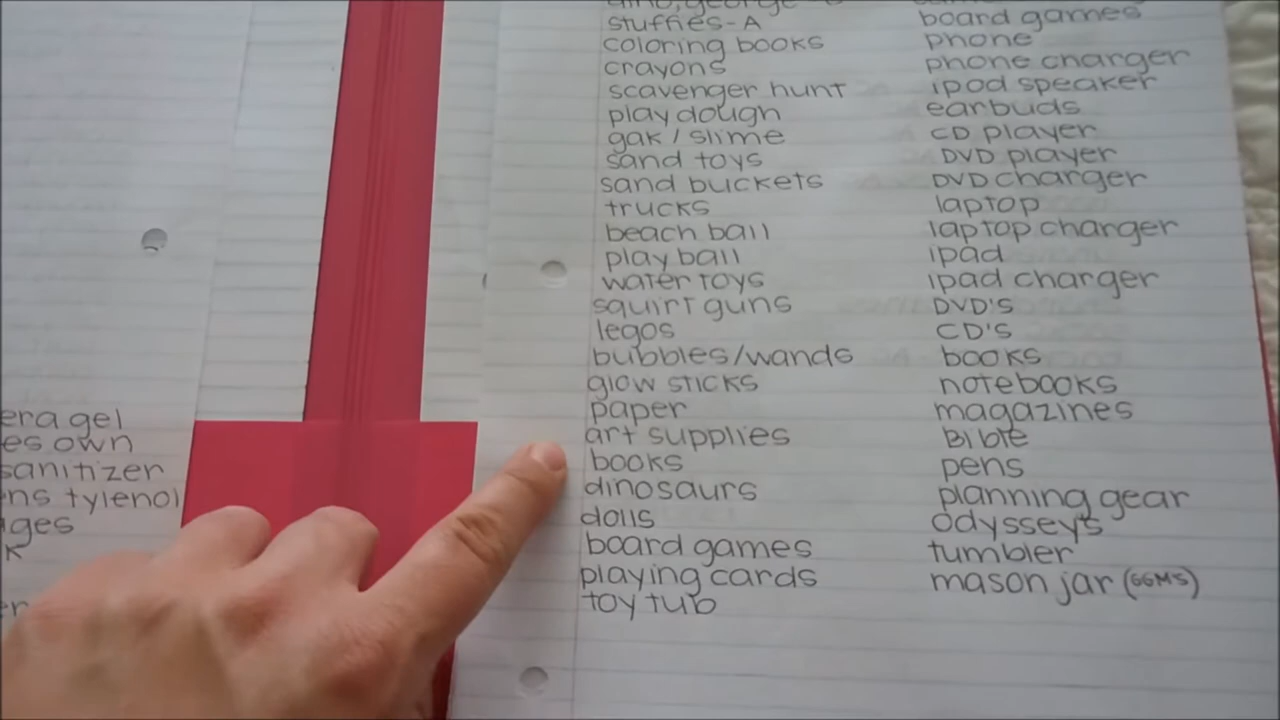 era gel
es own
sanitizer
ns tylenol
ages
K
er
stuffies-A
coloring books
crayons
scavenger hunt
play dough
gak / slime
sand toys
sand buckets
trucks
beach ball
play ball
water toys
squirt guns
legos
bubbles/wands
glow sticks
paper
art supplies
books
dinosaurs
dolls
board games
playing cards
toy tub
board games
phone
phone charger
ipod speaker
earbuds
CD player
DVD player
DVD charger
laptop
laptop charger
ipad
ipad charger
DVD'S
CD'S
books
notebooks
magazines
Bible
pens
planning gear
Odysseys
tumbler
mason jar (GGMS)